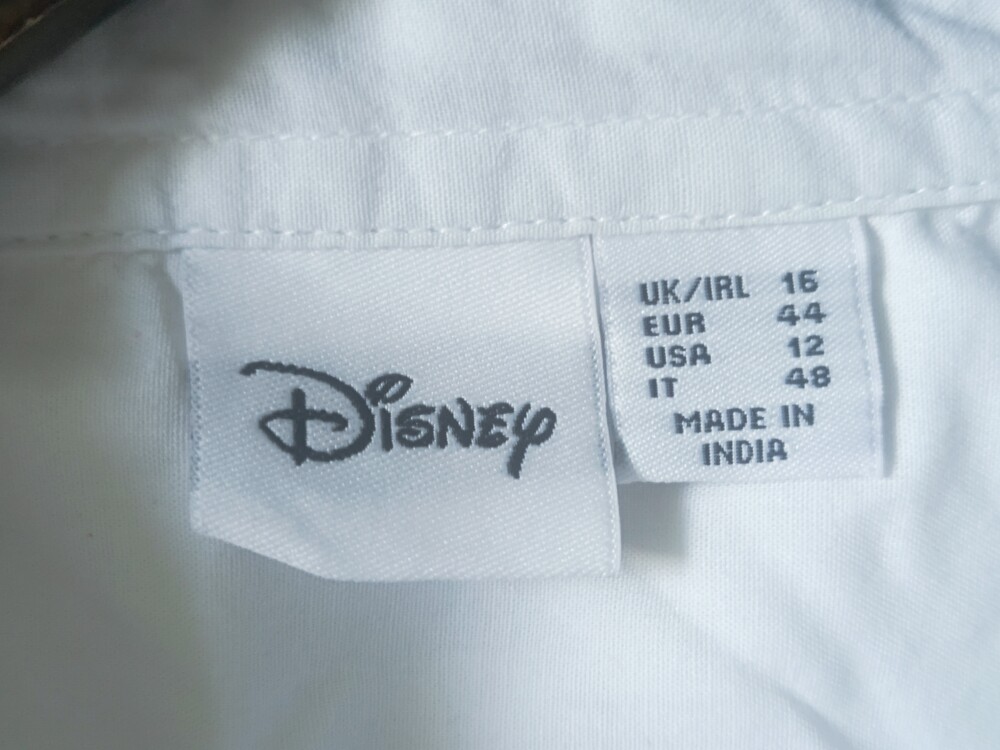 Disney
UK/IRL 16
EUR 44
USA 12
IT 48
MADE IN
INDIA